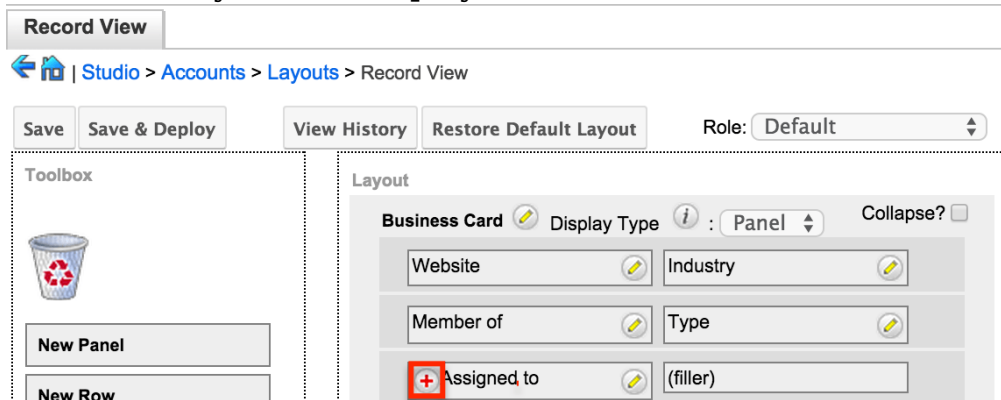 Record View
| Studio > Accounts > Layouts > Record View
Save Save & Deploy View History Restore Default Layout Role: Default
Toolbox
Layout
Business Card Display Type i : Panel Collapse?
Website Industry
Member of Type
New Panel
Assigned to (filler)
New Row